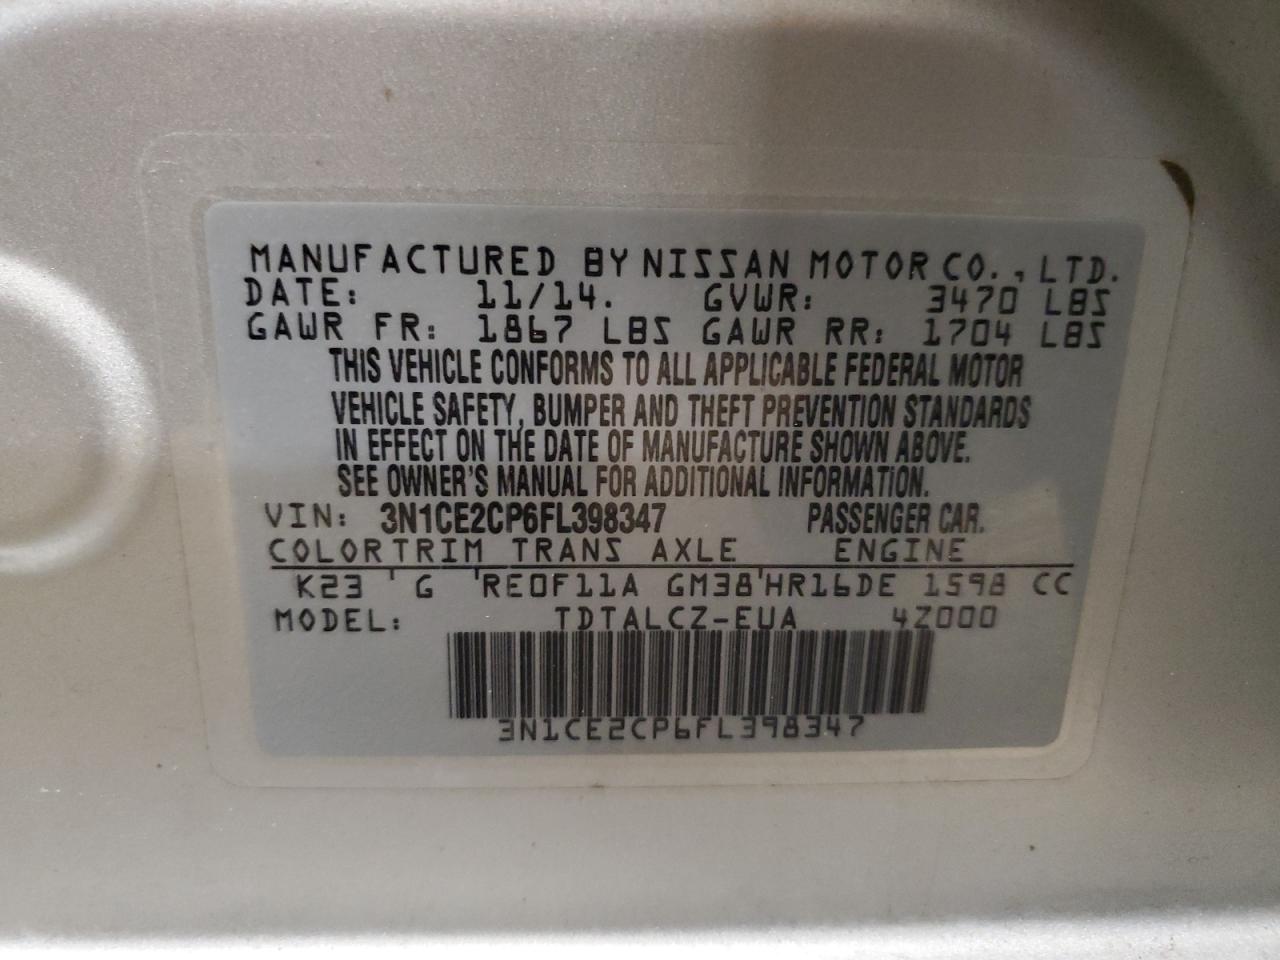 MANUFACTURED BY NISSAN MOTOR CO., LTD.
DATE: 11/14. GVWR: 3470 LBS
GAWR FR: 1867 LBS GAWR RR: 1704 LBS
THIS VEHICLE CONFORMS TO ALL APPLICABLE FEDERAL MOTOR
VEHICLE SAFETY, BUMPER AND THEFT PREVENTION STANDARDS
IN EFFECT ON THE DATE OF MANUFACTURE SHOWN ABOVE.
SEE OWNER'S MANUAL FOR ADDITIONAL INFORMATION.
VIN: 3N1CE2CP6FL398347 PASSENGER CAR.
COLOR TRIM TRANS AXLE ENGINE
K23 ' G 'RE0F11A GM38'HR16DE 1598 CC
MODEL: TDTALCZ-EUA 4Z000
3N1CE2CP6FL398347